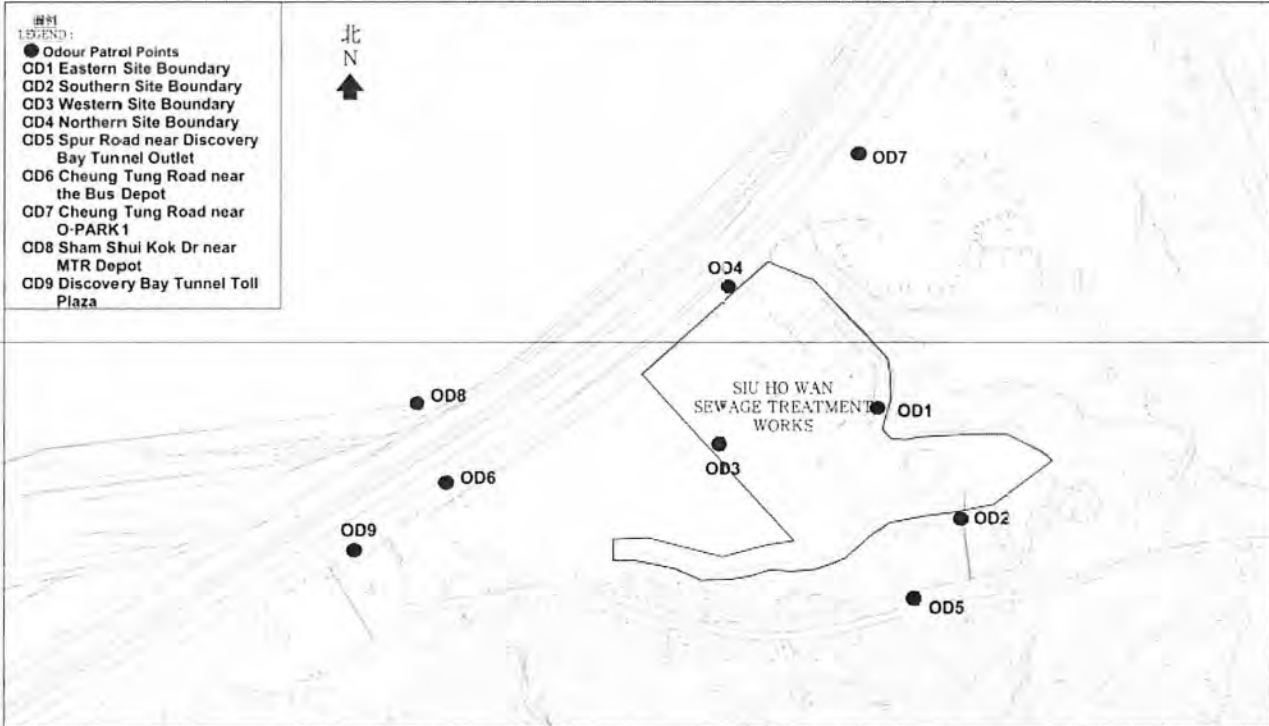 圖例
LEGEND :
Odour Patrol Points
OD1 Eastern Site Boundary
OD2 Southern Site Boundary
OD3 Western Site Boundary
OD4 Northern Site Boundary
OD5 Spur Road near Discovery
Bay Tunnel Outlet
OD6 Cheung Tung Road near
the Bus Depot
OD7 Cheung Tung Road near
O·PARK1
OD8 Sham Shui Kok Dr near
MTR Depot
OD9 Discovery Bay Tunnel Toll
Plaza
北
N
OD7
OD4
OD8
SIU HO WAN
SEWAGE TREATMENT
WORKS
OD1
OD3
OD6
OD2
OD9
OD5